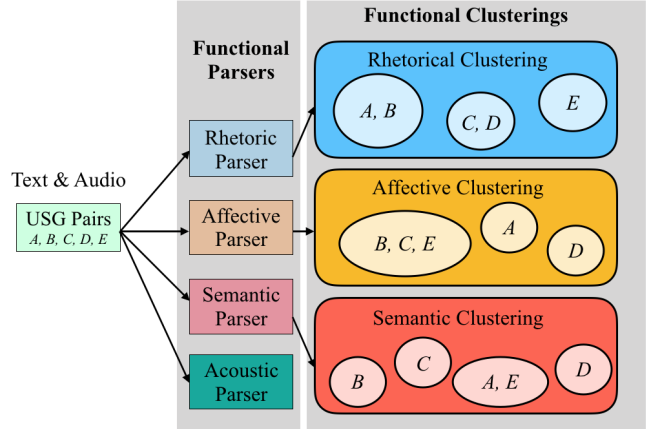 Functional Clusterings
Functional
Parsers
Rhetorical Clustering
A, B
C, D
E
Rhetoric
Parser
Text & Audio
USG Pairs
A, B, C, D, E
Affective
Parser
Affective Clustering
B, C, E
A
D
Semantic
Parser
Semantic Clustering
B
C
A, E
D
Acoustic
Parser